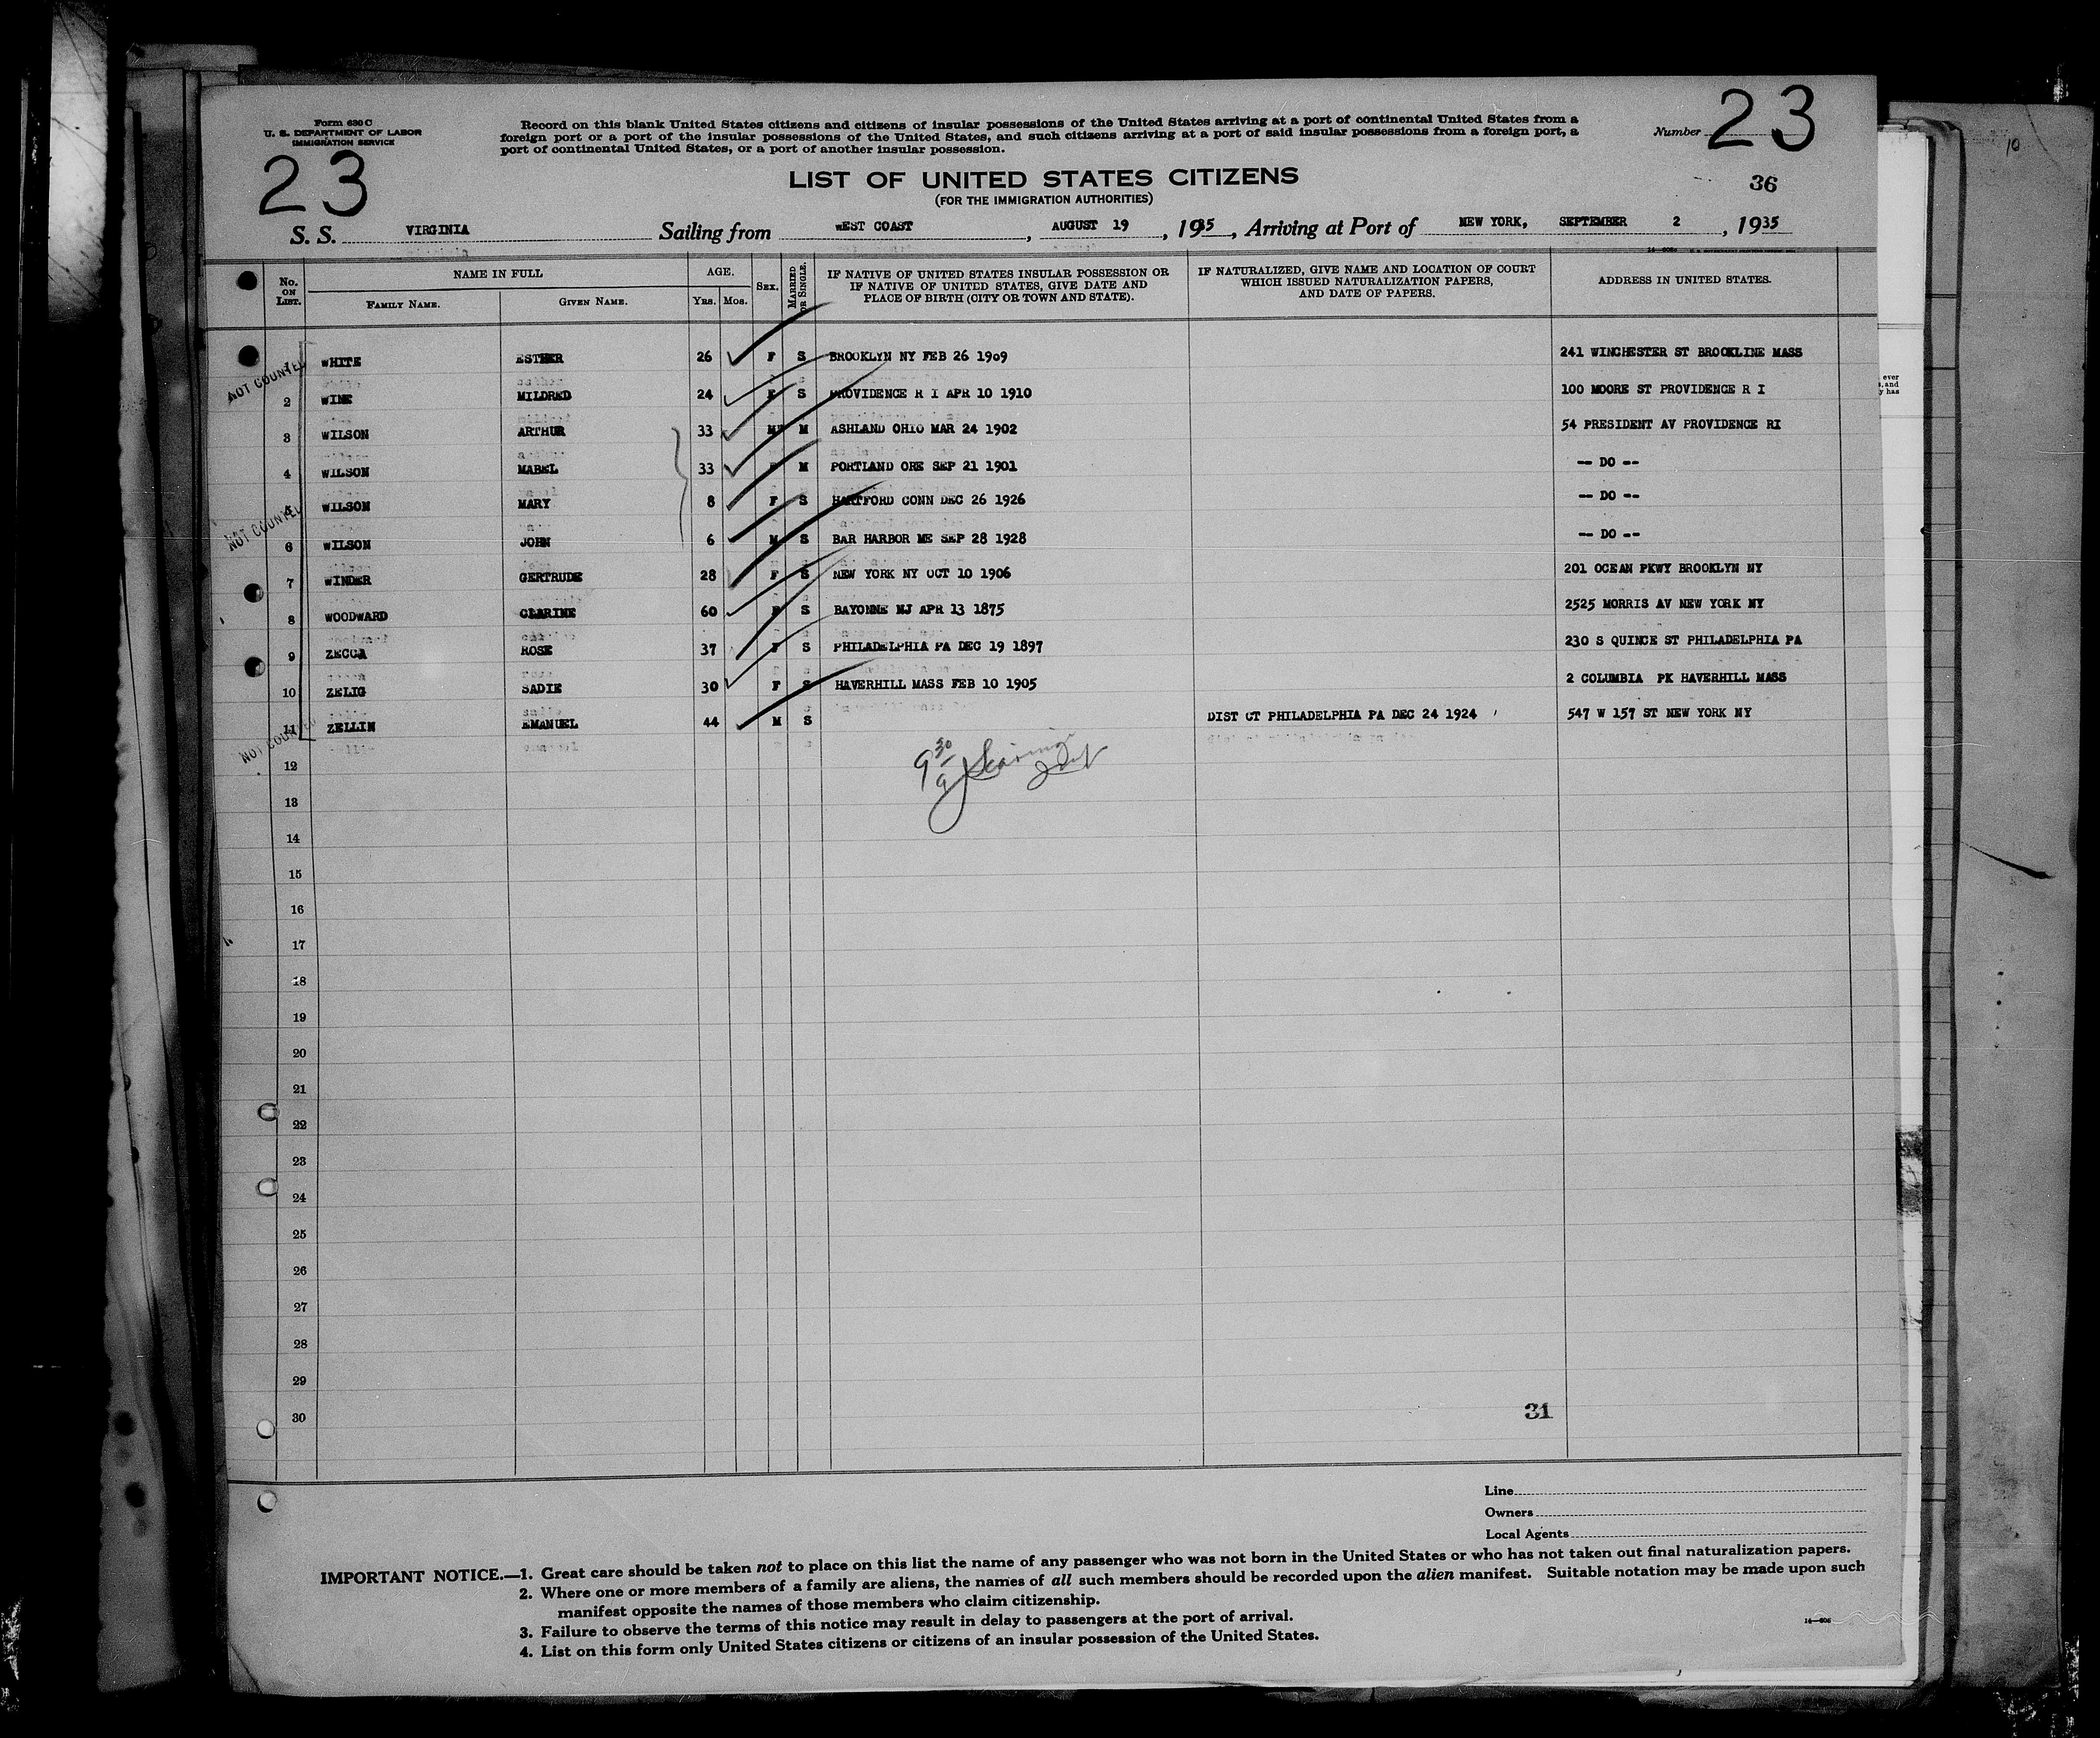 Form 630 C
U. S. DEPARTMENT OF LABOR
IMMIGRATION SERVICE
23
Record on this blank United States citizens and citizens of insular possessions of the United States arriving at a port of continental United States from a
foreign port or a port of the insular possessions of the United States, and such citizens arriving at a port of said insular possessions from a foreign port, a
port of continental United States, or a port of another insular possession.
Number 23
36
10
LIST OF UNITED STATES CITIZENS
(FOR THE IMMIGRATION AUTHORITIES)
S. S. VIRGINIA Sailing from WEST COAST, AUGUST 19, 1935, Arriving at Port of NEW YORK, SEPTEMBER 2, 1935
No. ON LIST. NAME IN FULL AGE. SEX. MARRIED OR SINGLE. IF NATIVE OF UNITED STATES INSULAR POSSESSION OR IF NATIVE OF UNITED STATES, GIVE DATE AND PLACE OF BIRTH (CITY OR TOWN AND STATE). IF NATURALIZED, GIVE NAME AND LOCATION OF COURT WHICH ISSUED NATURALIZATION PAPERS, AND DATE OF PAPERS. ADDRESS IN UNITED STATES.
FAMILY NAME. GIVEN NAME. YRS. MOS.
NOT COUNTED
1 WHITE ESTHER 26 F S BROOKLYN NY FEB 26 1909 241 WINCHESTER ST BROOKLINE MASS
2 WINE MILDRED 24 F S PROVIDENCE R I APR 10 1910 100 MOORE ST PROVIDENCE R I
3 WILSON ARTHUR 33 M M ASHLAND OHIO MAR 24 1902 54 PRESIDENT AV PROVIDENCE RI
4 WILSON MABEL 33 M PORTLAND ORE SEP 21 1901 -- DO --
NOT COUNTED
5 WILSON MARY 8 F S HARTFORD CONN DEC 26 1926 -- DO --
6 WILSON JOHN 6 M S BAR HARBOR ME SEP 28 1928 -- DO --
7 WINDER GERTRUDE 28 F S NEW YORK NY OCT 10 1906 201 OCEAN PKWY BROOKLYN NY
8 WOODWARD CLARINE 60 F S BAYONNE NJ APR 13 1875 2525 MORRIS AV NEW YORK NY
9 ZECCA ROSE 37 F S PHILADELPHIA PA DEC 19 1897 230 S QUINCE ST PHILADELPHIA PA
10 ZELIG SADIE 30 F S HAVERHILL MASS FEB 10 1905 2 COLUMBIA PK HAVERHILL MASS
NOT COUNTED
11 ZELLIN EMANUEL 44 M S DIST CT PHILADELPHIA PA DEC 24 1924 547 W 157 ST NEW YORK NY
12
13
14
15
16
17
18
19
20
21
22
23
24
25
26
27
28
29
30
31
Line
Owners
Local Agents
IMPORTANT NOTICE.—1. Great care should be taken not to place on this list the name of any passenger who was not born in the United States or who has not taken out final naturalization papers.
2. Where one or more members of a family are aliens, the names of all such members should be recorded upon the alien manifest. Suitable notation may be made upon such
manifest opposite the names of those members who claim citizenship.
3. Failure to observe the terms of this notice may result in delay to passengers at the port of arrival.
4. List on this form only United States citizens or citizens of an insular possession of the United States.